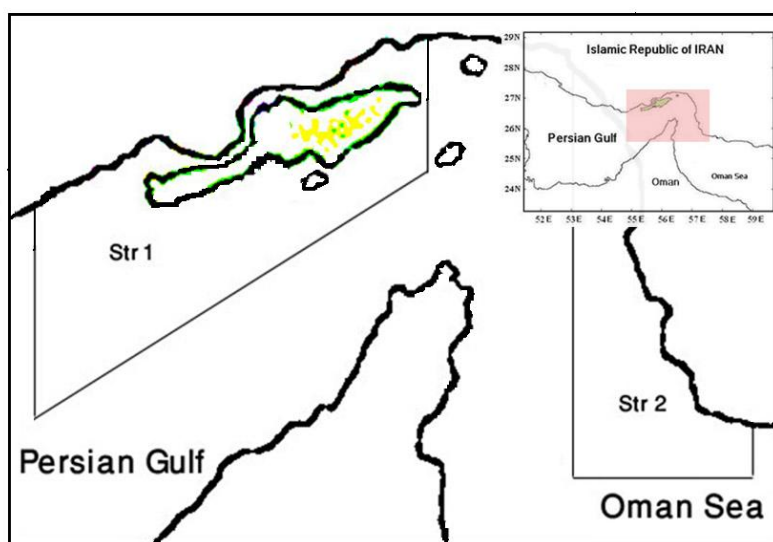 Islamic Republic of IRAN
29N
28N
27N
26N
25N
24N
Persian Gulf
Oman
Oman Sea
52E 53E 54E 55E 56E 57E 58E 59E
Str 1
Str 2
Persian Gulf
Oman Sea